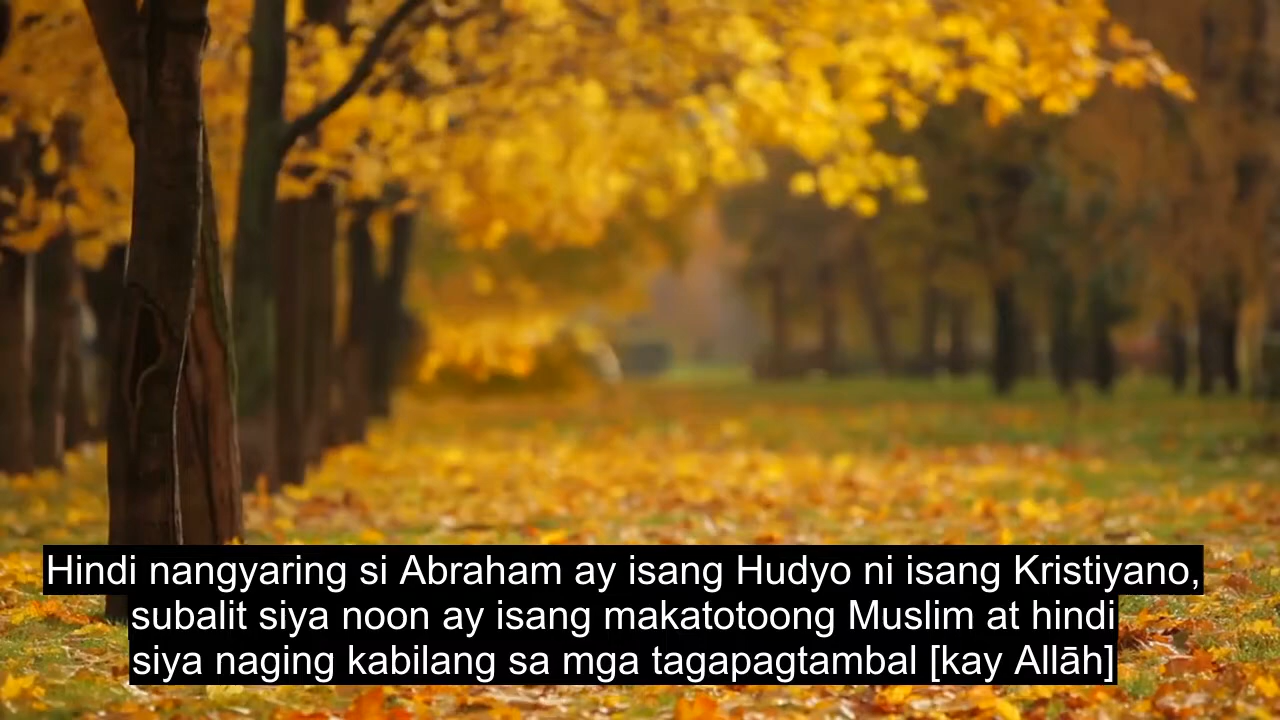 Hindi nangyaring si Abraham ay isang Hudyo ni isang Kristiyano,
subalit siya noon ay isang makatotoong Muslim at hindi
siya naging kabilang sa mga tagapagtambal [kay Allāh]